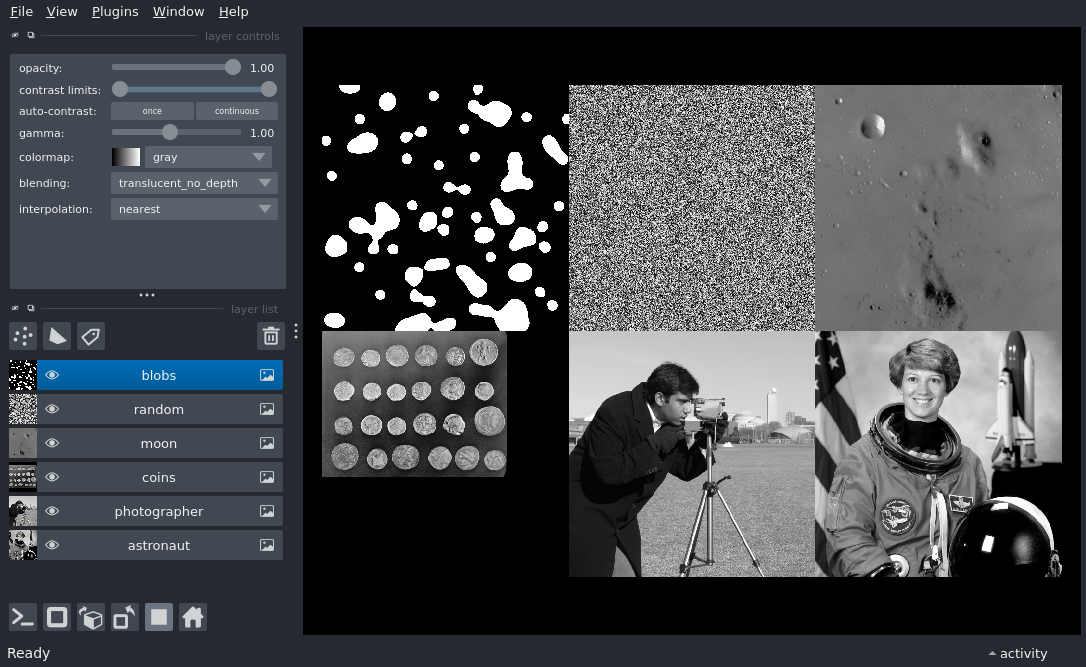 File View Plugins Window Help
layer controls
opacity: 1.00
contrast limits:
auto-contrast: once continuous
gamma: 1.00
colormap: gray
blending: translucent_no_depth
interpolation: nearest
layer list
blobs
random
moon
coins
photographer
astronaut
Ready activity